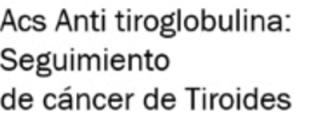 Acs Anti tiroglobulina:
Seguimiento
de cáncer de Tiroides